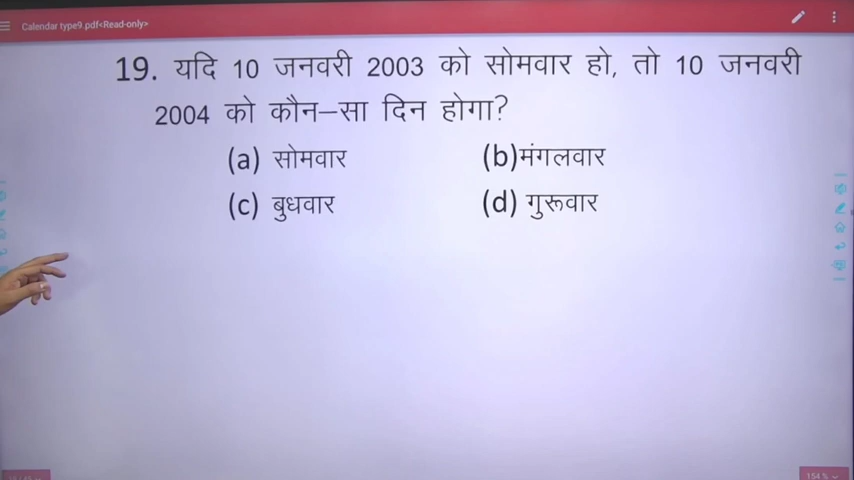 Calendar type9.pdf<Read-only>
19. यदि 10 जनवरी 2003 को सोमवार हो, तो 10 जनवरी
2004 को कौन–सा दिन होगा?
(a) सोमवार (b)मंगलवार
(c) बुधवार (d) गुरूवार
154 %